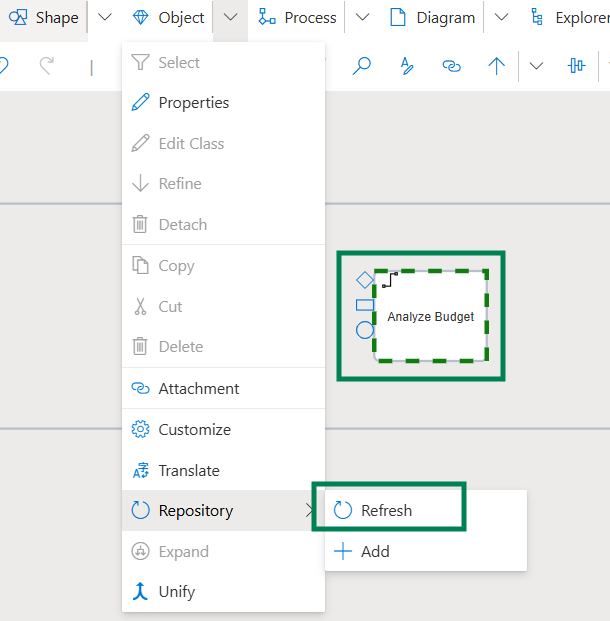 Shape
Object
Process
Diagram
Explorer
Select
Properties
Edit Class
Refine
Detach
Copy
Cut
Delete
Attachment
Customize
Translate
Repository
Expand
Unify
Refresh
Add
Analyze Budget